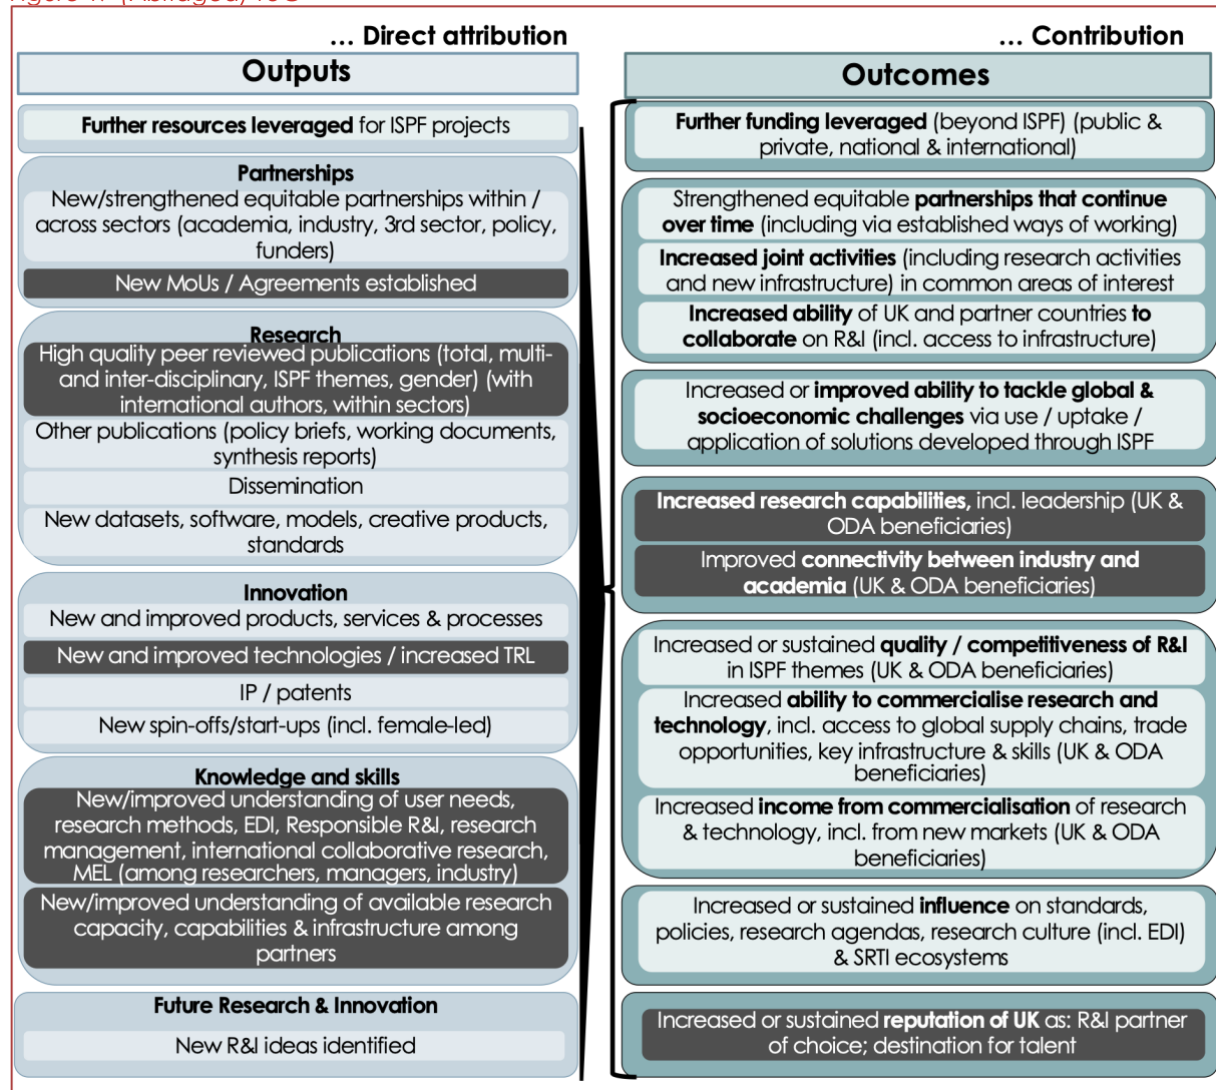 ... Direct attribution
Outputs
Further resources leveraged for ISPF projects
Partnerships
New/strengthened equitable partnerships within /
across sectors (academia, industry, 3rd sector, policy,
funders)
New MoUs / Agreements established
Research
High quality peer reviewed publications (total, multi-
and inter-disciplinary, ISPF themes, gender) (with
international authors, within sectors)
Other publications (policy briefs, working documents,
synthesis reports)
Dissemination
New datasets, software, models, creative products,
standards
Innovation
New and improved products, services & processes
New and improved technologies / increased TRL
IP / patents
New spin-offs/start-ups (incl. female-led)
Knowledge and skills
New/improved understanding of user needs,
research methods, EDI, Responsible R&I, research
management, international collaborative research,
MEL (among researchers, managers, industry)
New/improved understanding of available research
capacity, capabilities & infrastructure among
partners
Future Research & Innovation
New R&I ideas identified
... Contribution
Outcomes
Further funding leveraged (beyond ISPF) (public &
private, national & international)
Strengthened equitable partnerships that continue
over time (including via established ways of working)
Increased joint activities (including research activities
and new infrastructure) in common areas of interest
Increased ability of UK and partner countries to
collaborate on R&I (incl. access to infrastructure)
Increased or improved ability to tackle global &
socioeconomic challenges via use / uptake /
application of solutions developed through ISPF
Increased research capabilities, incl. leadership (UK &
ODA beneficiaries)
Improved connectivity between industry and
academia (UK & ODA beneficiaries)
Increased or sustained quality / competitiveness of R&I
in ISPF themes (UK & ODA beneficiaries)
Increased ability to commercialise research and
technology, incl. access to global supply chains, trade
opportunities, key infrastructure & skills (UK & ODA
beneficiaries)
Increased income from commercialisation of research
& technology, incl. from new markets (UK & ODA
beneficiaries)
Increased or sustained influence on standards,
policies, research agendas, research culture (incl. EDI)
& SRTI ecosystems
Increased or sustained reputation of UK as: R&I partner
of choice; destination for talent